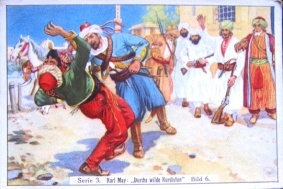 Serie 3. Karl May: „Durchs wilde Kurdistan" Bild 6.